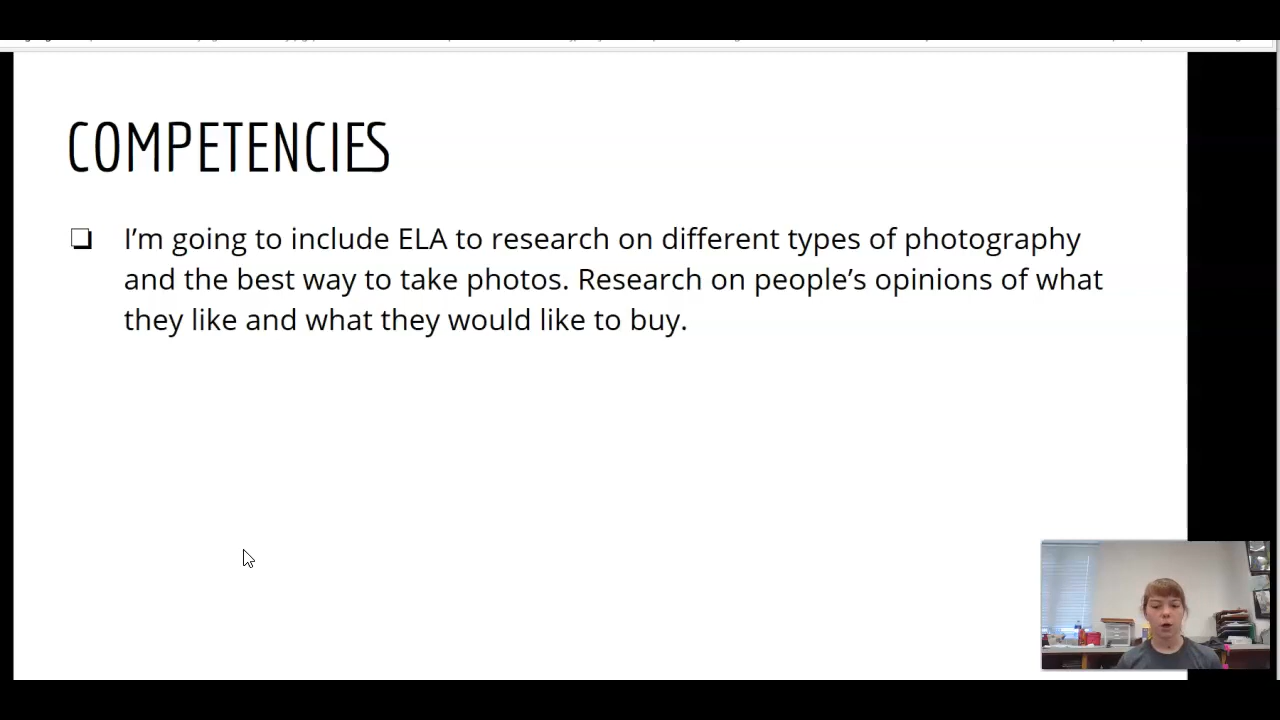 COMPETENCIES
❏ I’m going to include ELA to research on different types of photography
and the best way to take photos. Research on people’s opinions of what
they like and what they would like to buy.